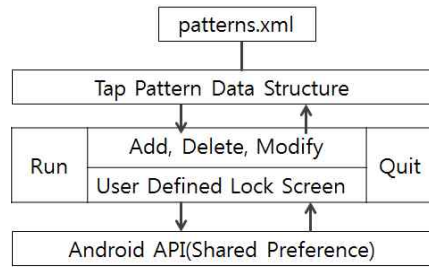 patterns.xml
Tap Pattern Data Structure
Run
Add, Delete, Modify
User Defined Lock Screen
Quit
Android API(Shared Preference)